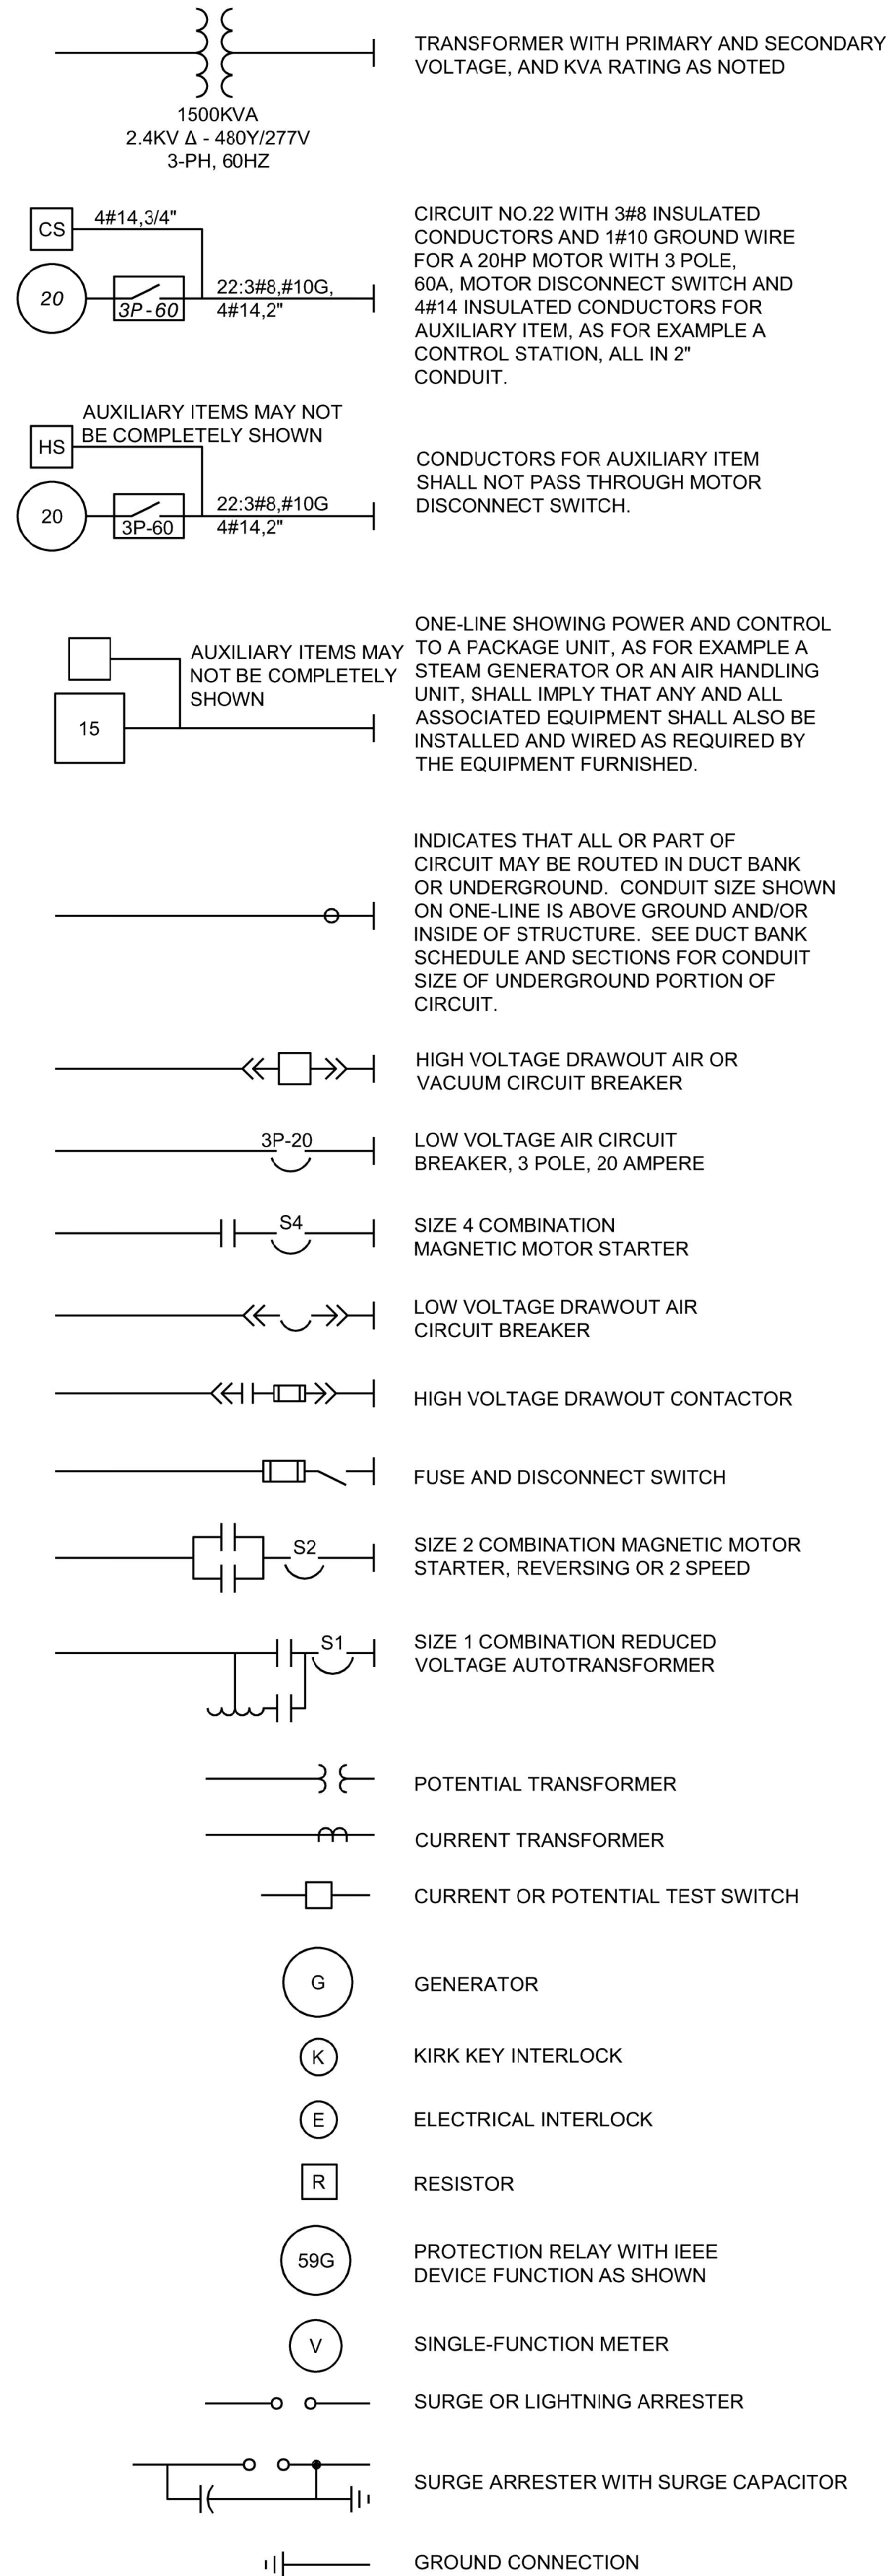 TRANSFORMER WITH PRIMARY AND SECONDARY
VOLTAGE, AND KVA RATING AS NOTED
1500KVA
2.4KV Δ - 480Y/277V
3-PH, 60HZ
CS
4#14,3/4"
20
3P-60
22:3#8,#10G,
4#14,2"
CIRCUIT NO.22 WITH 3#8 INSULATED
CONDUCTORS AND 1#10 GROUND WIRE
FOR A 20HP MOTOR WITH 3 POLE,
60A, MOTOR DISCONNECT SWITCH AND
4#14 INSULATED CONDUCTORS FOR
AUXILIARY ITEM, AS FOR EXAMPLE A
CONTROL STATION, ALL IN 2"
CONDUIT.
AUXILIARY ITEMS MAY NOT
BE COMPLETELY SHOWN
HS
20
3P-60
22:3#8,#10G
4#14,2"
CONDUCTORS FOR AUXILIARY ITEM
SHALL NOT PASS THROUGH MOTOR
DISCONNECT SWITCH.
AUXILIARY ITEMS MAY
NOT BE COMPLETELY
SHOWN
15
ONE-LINE SHOWING POWER AND CONTROL
TO A PACKAGE UNIT, AS FOR EXAMPLE A
STEAM GENERATOR OR AN AIR HANDLING
UNIT, SHALL IMPLY THAT ANY AND ALL
ASSOCIATED EQUIPMENT SHALL ALSO BE
INSTALLED AND WIRED AS REQUIRED BY
THE EQUIPMENT FURNISHED.
INDICATES THAT ALL OR PART OF
CIRCUIT MAY BE ROUTED IN DUCT BANK
OR UNDERGROUND. CONDUIT SIZE SHOWN
ON ONE-LINE IS ABOVE GROUND AND/OR
INSIDE OF STRUCTURE. SEE DUCT BANK
SCHEDULE AND SECTIONS FOR CONDUIT
SIZE OF UNDERGROUND PORTION OF
CIRCUIT.
HIGH VOLTAGE DRAWOUT AIR OR
VACUUM CIRCUIT BREAKER
3P-20
LOW VOLTAGE AIR CIRCUIT
BREAKER, 3 POLE, 20 AMPERE
S4
SIZE 4 COMBINATION
MAGNETIC MOTOR STARTER
LOW VOLTAGE DRAWOUT AIR
CIRCUIT BREAKER
HIGH VOLTAGE DRAWOUT CONTACTOR
FUSE AND DISCONNECT SWITCH
S2
SIZE 2 COMBINATION MAGNETIC MOTOR
STARTER, REVERSING OR 2 SPEED
S1
SIZE 1 COMBINATION REDUCED
VOLTAGE AUTOTRANSFORMER
POTENTIAL TRANSFORMER
CURRENT TRANSFORMER
CURRENT OR POTENTIAL TEST SWITCH
G
GENERATOR
K
KIRK KEY INTERLOCK
E
ELECTRICAL INTERLOCK
R
RESISTOR
59G
PROTECTION RELAY WITH IEEE
DEVICE FUNCTION AS SHOWN
V
SINGLE-FUNCTION METER
SURGE OR LIGHTNING ARRESTER
SURGE ARRESTER WITH SURGE CAPACITOR
GROUND CONNECTION